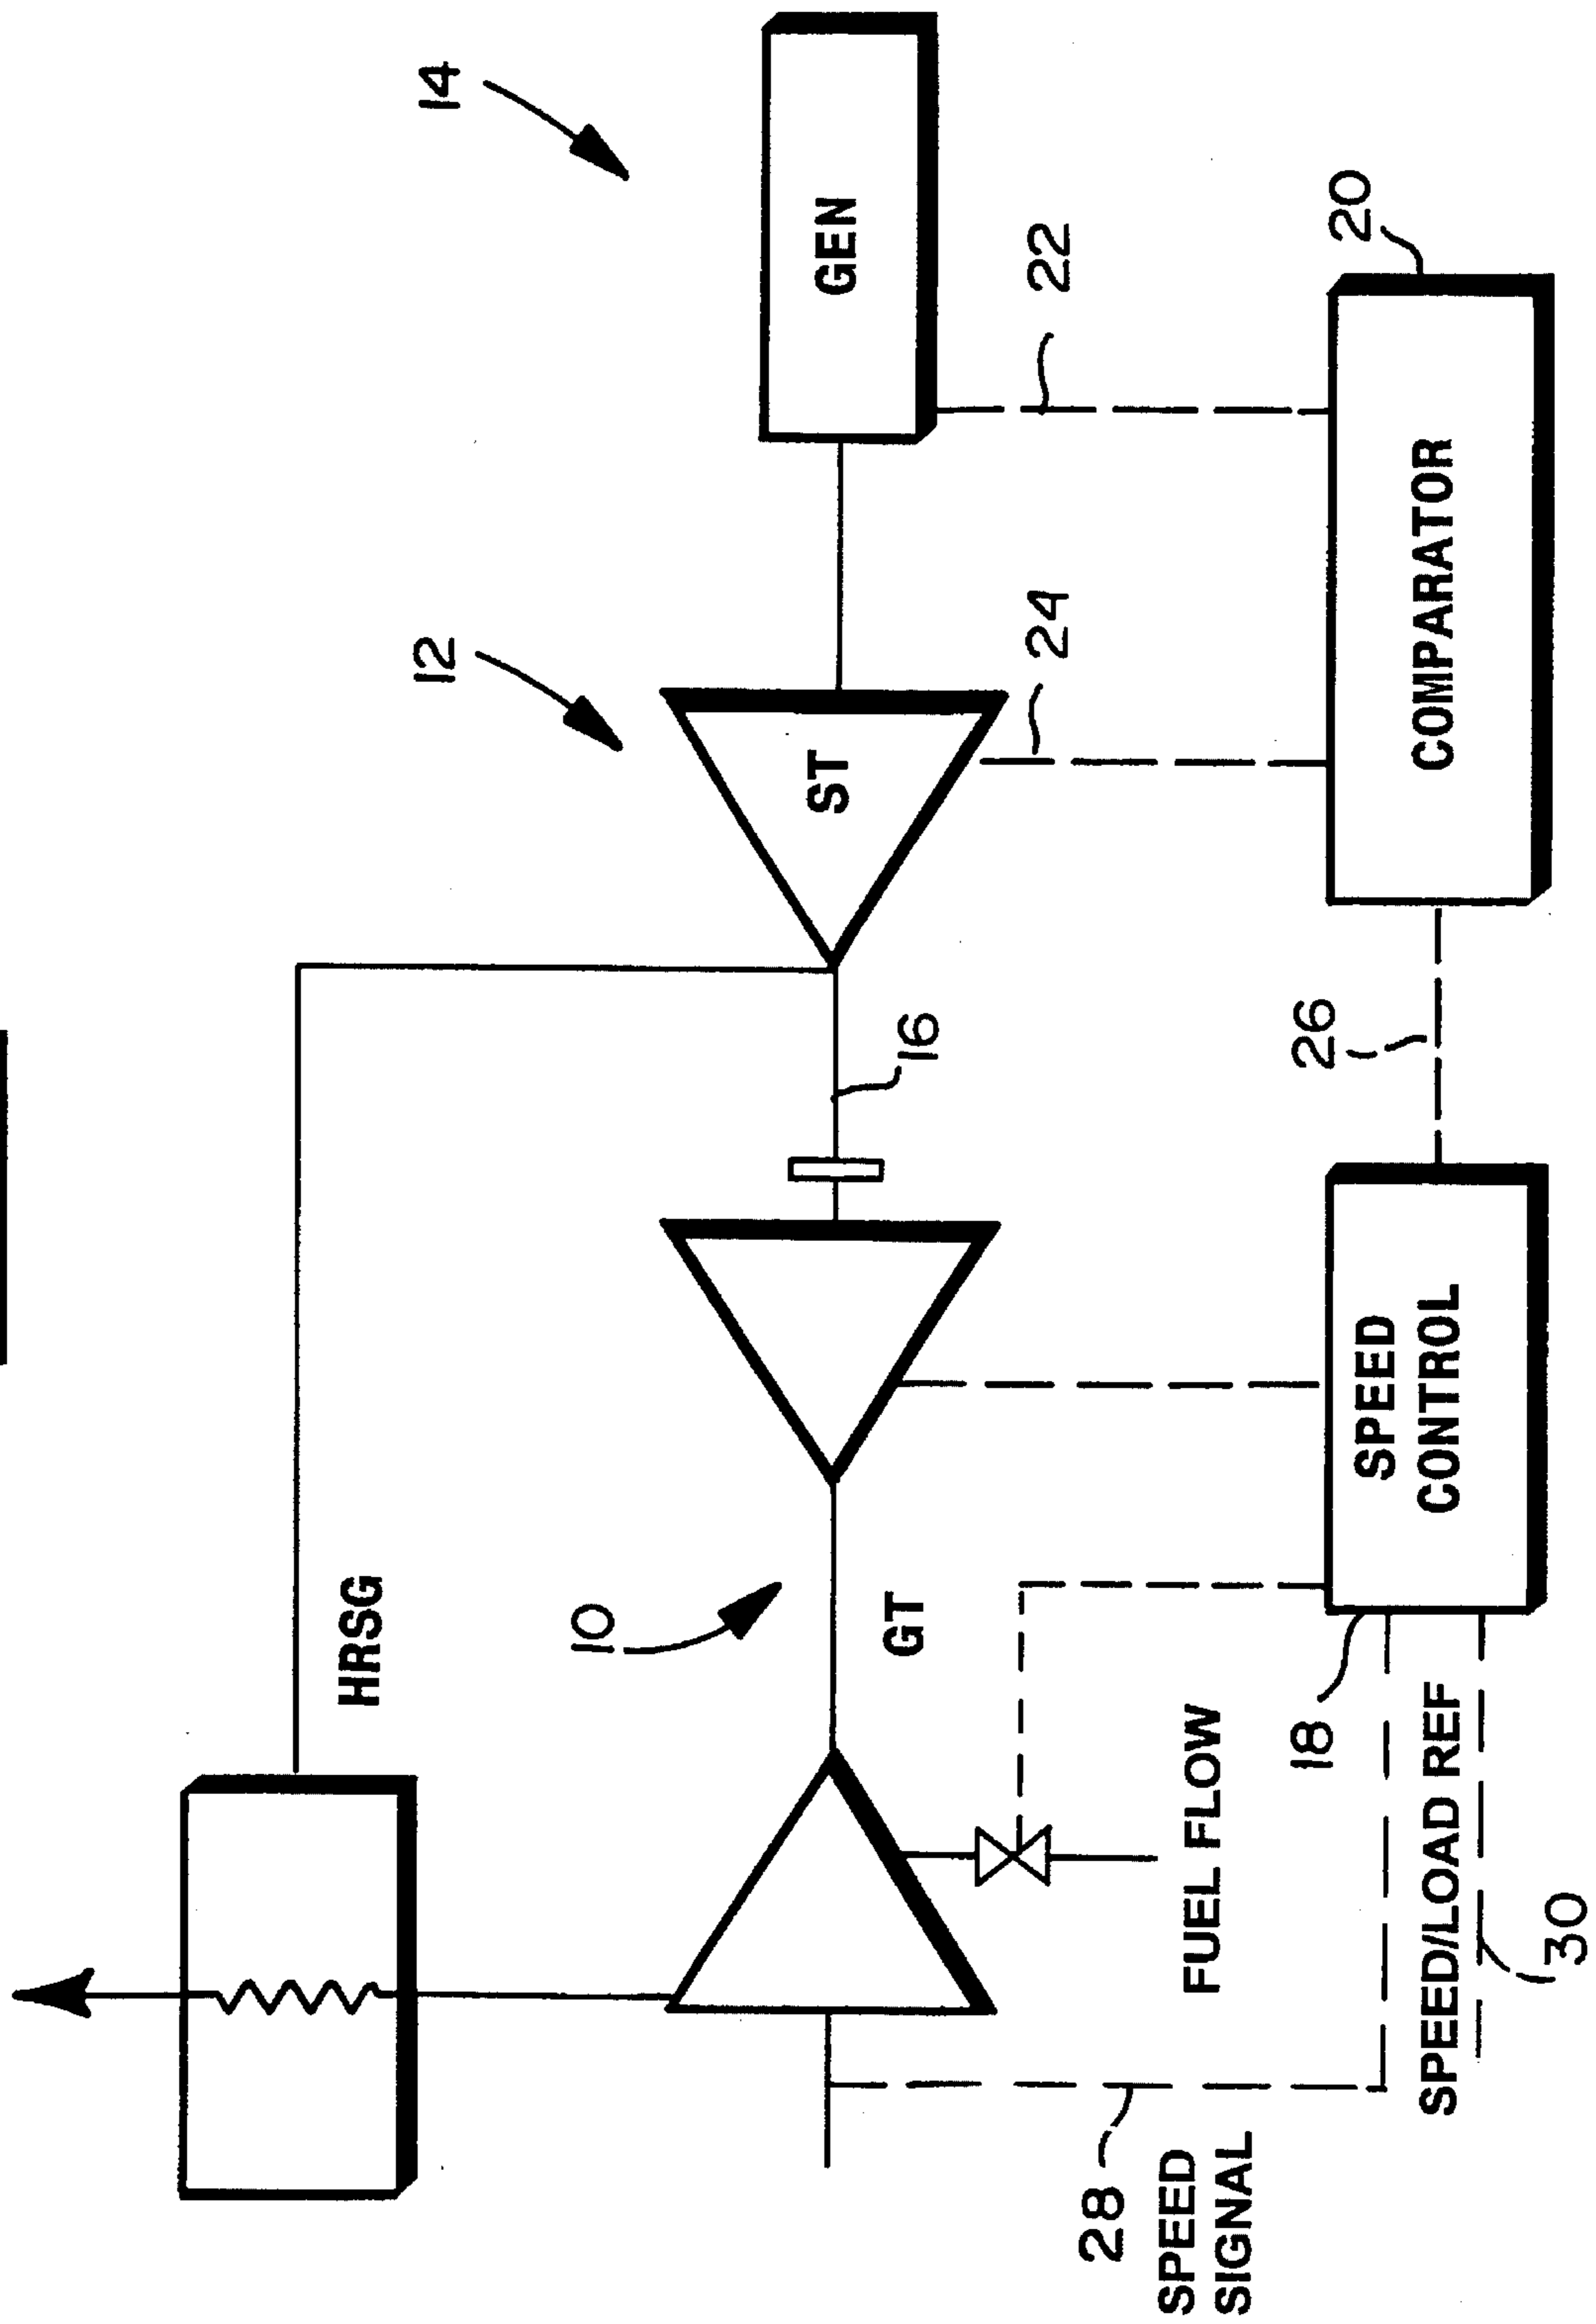 HRSG
14
12
10
GT
ST
GEN
16
FUEL FLOW
24
22
28
SPEED
SIGNAL
18
26
20
SPEED
CONTROL
COMPARATOR
SPEED/LOAD REF
30